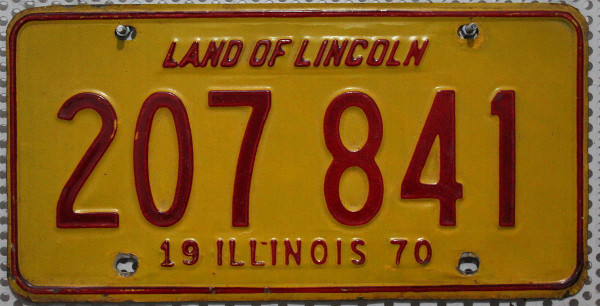 LAND OF LINCOLN
207 841
19 ILLINOIS 70